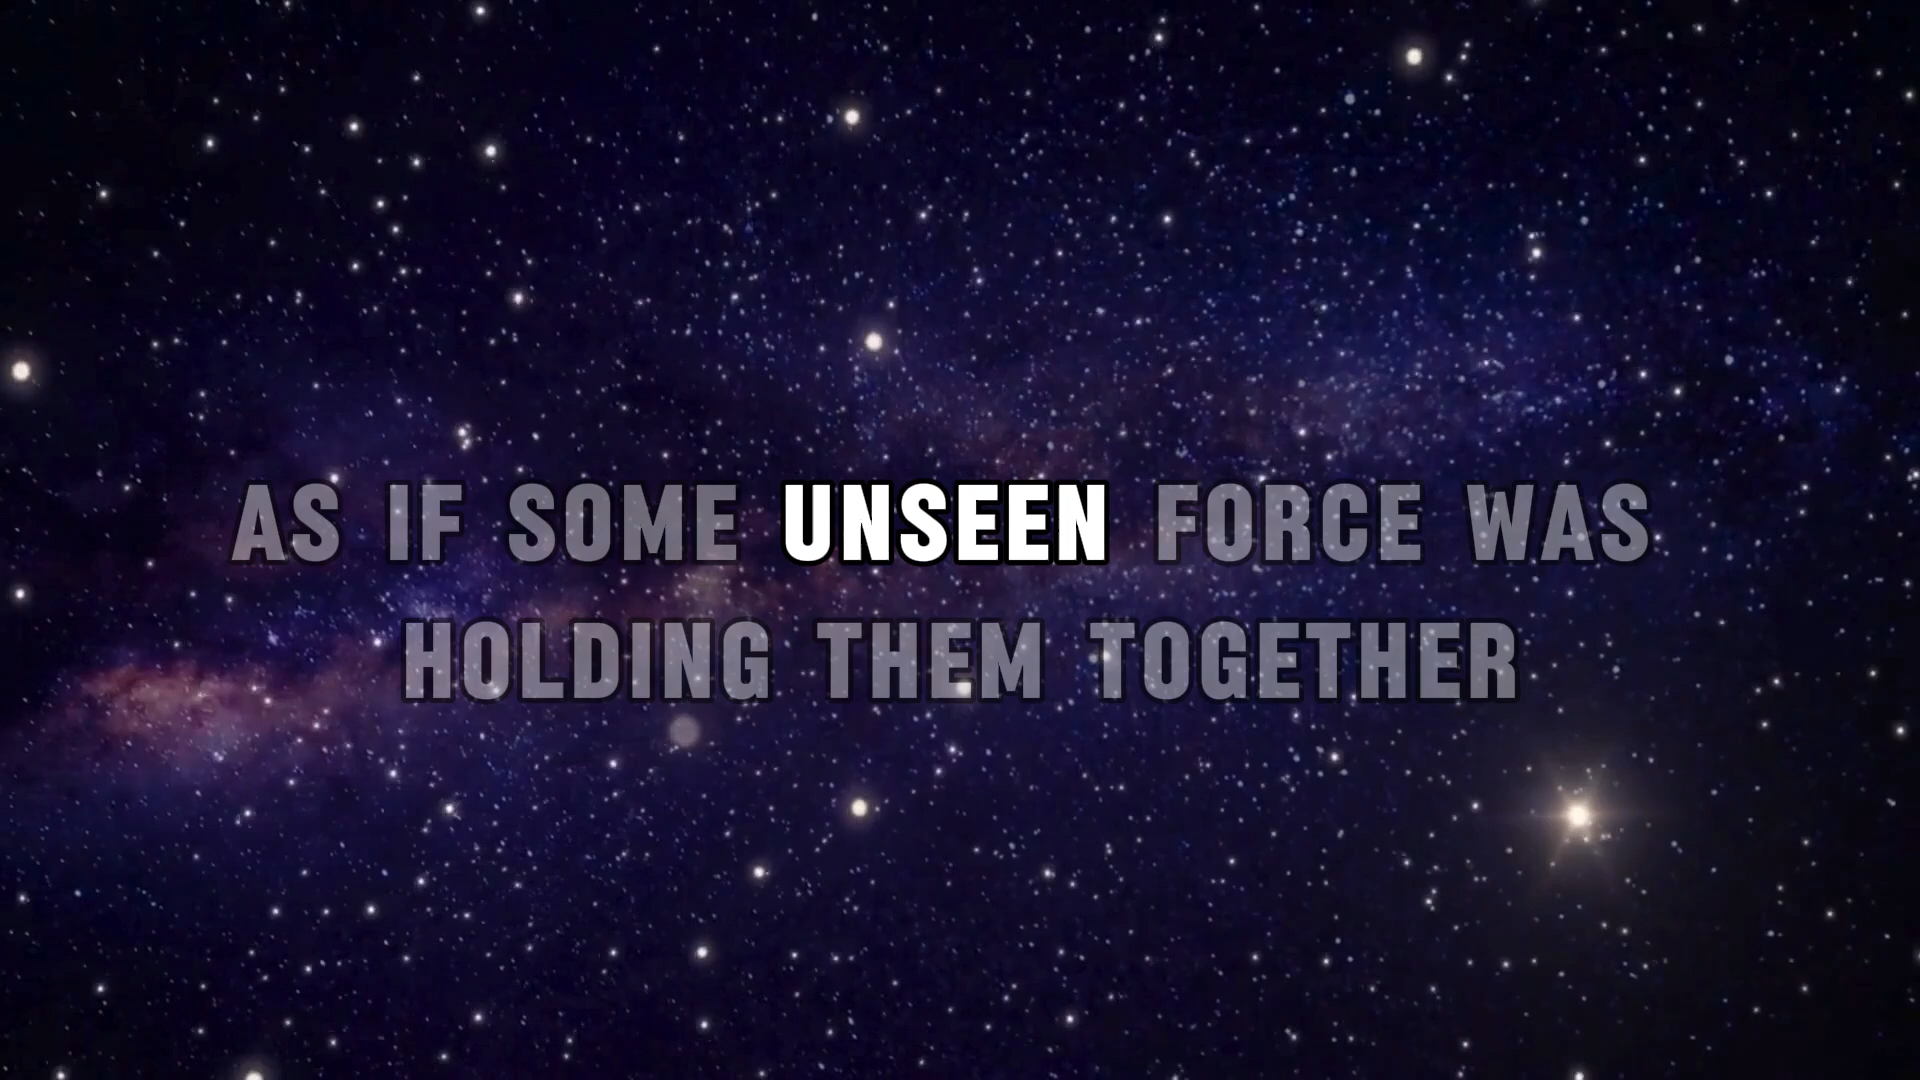 AS IF SOME UNSEEN FORCE WAS
HOLDING THEM TOGETHER